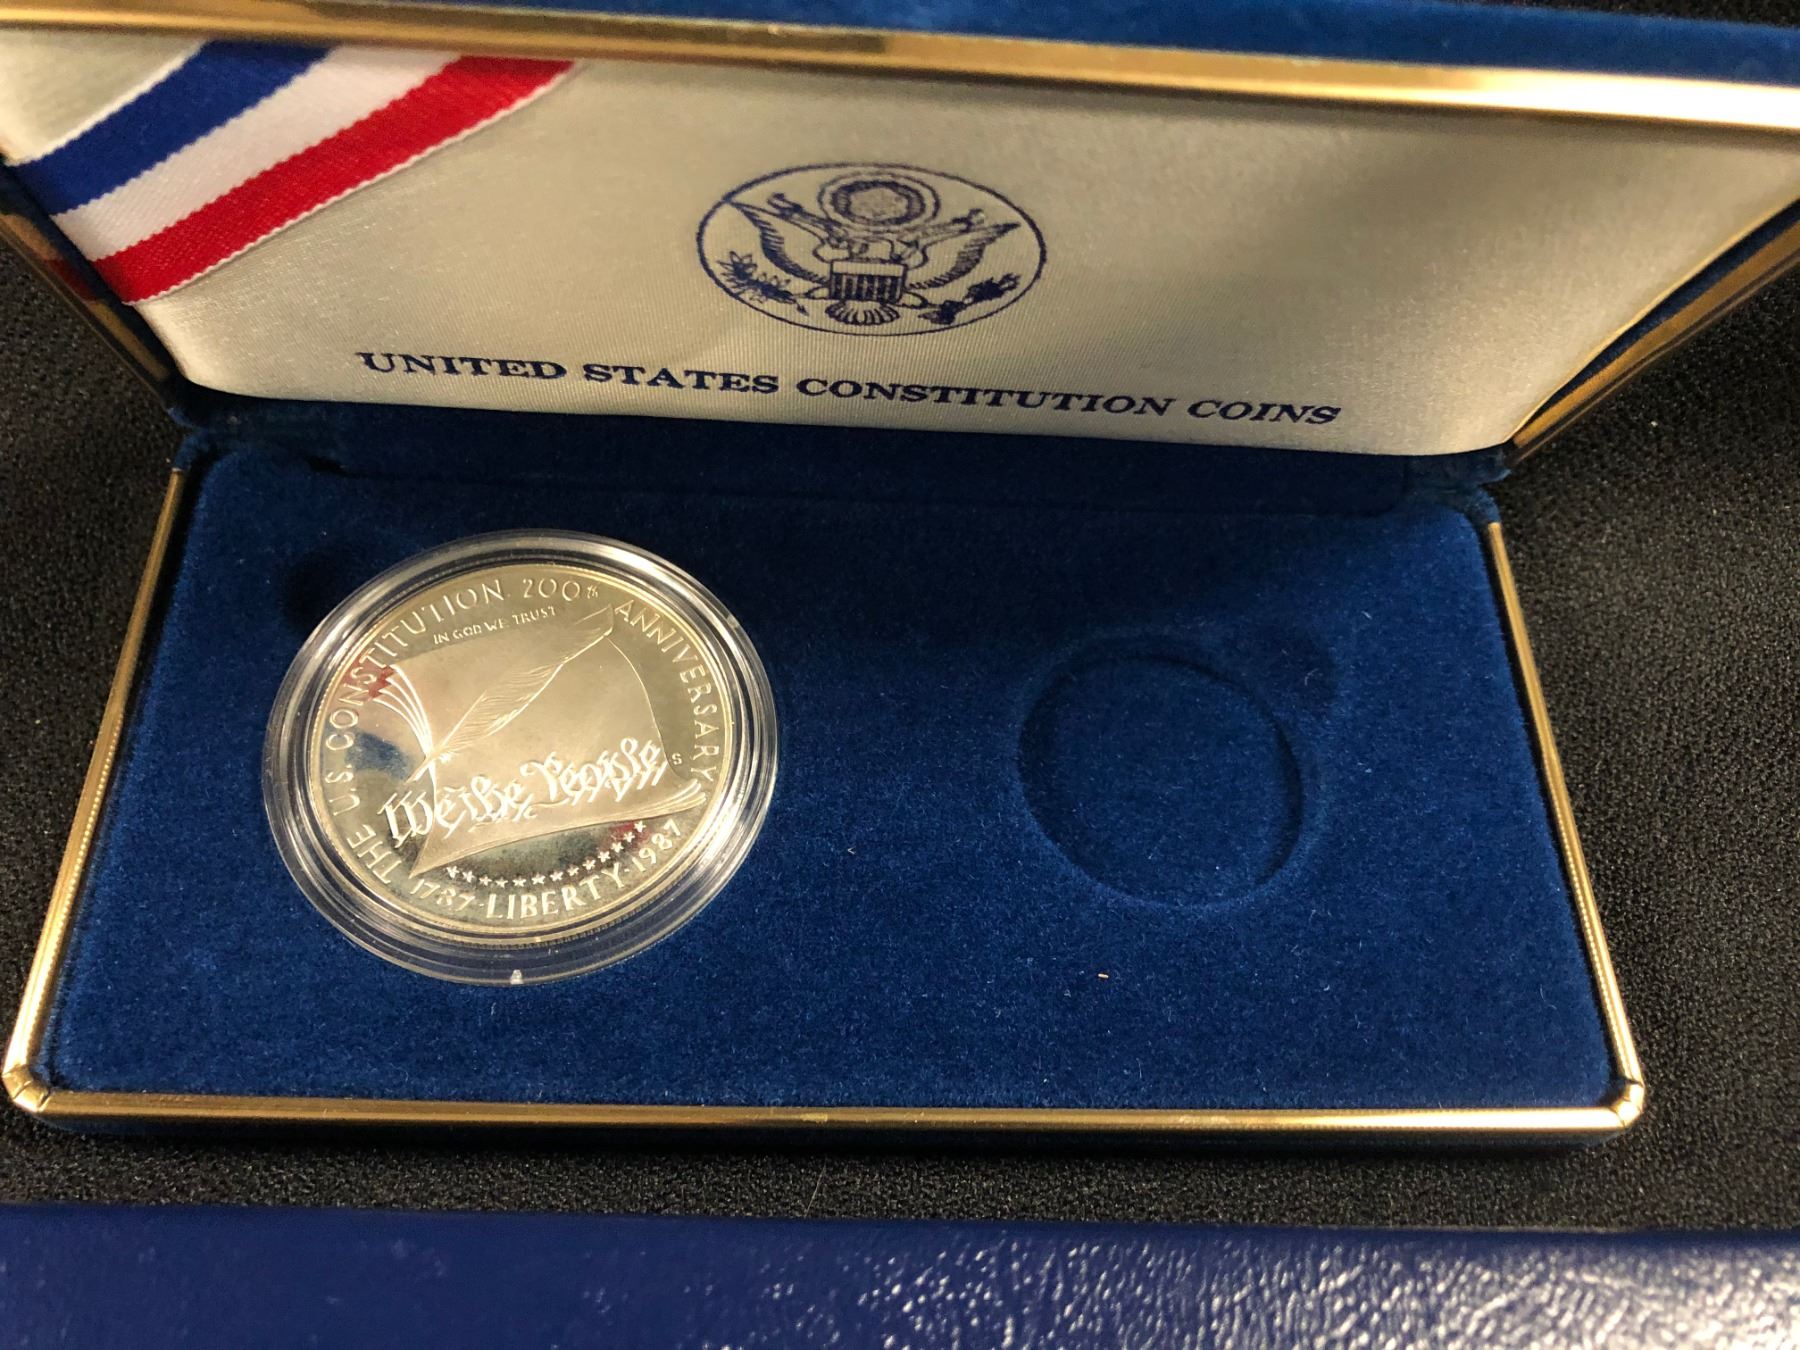 UNITED STATES CONSTITUTION COINS
THE U.S. CONSTITUTION 200th ANNIVERSARY
IN GOD WE TRUST
We the People
S
1787 · LIBERTY · 1987